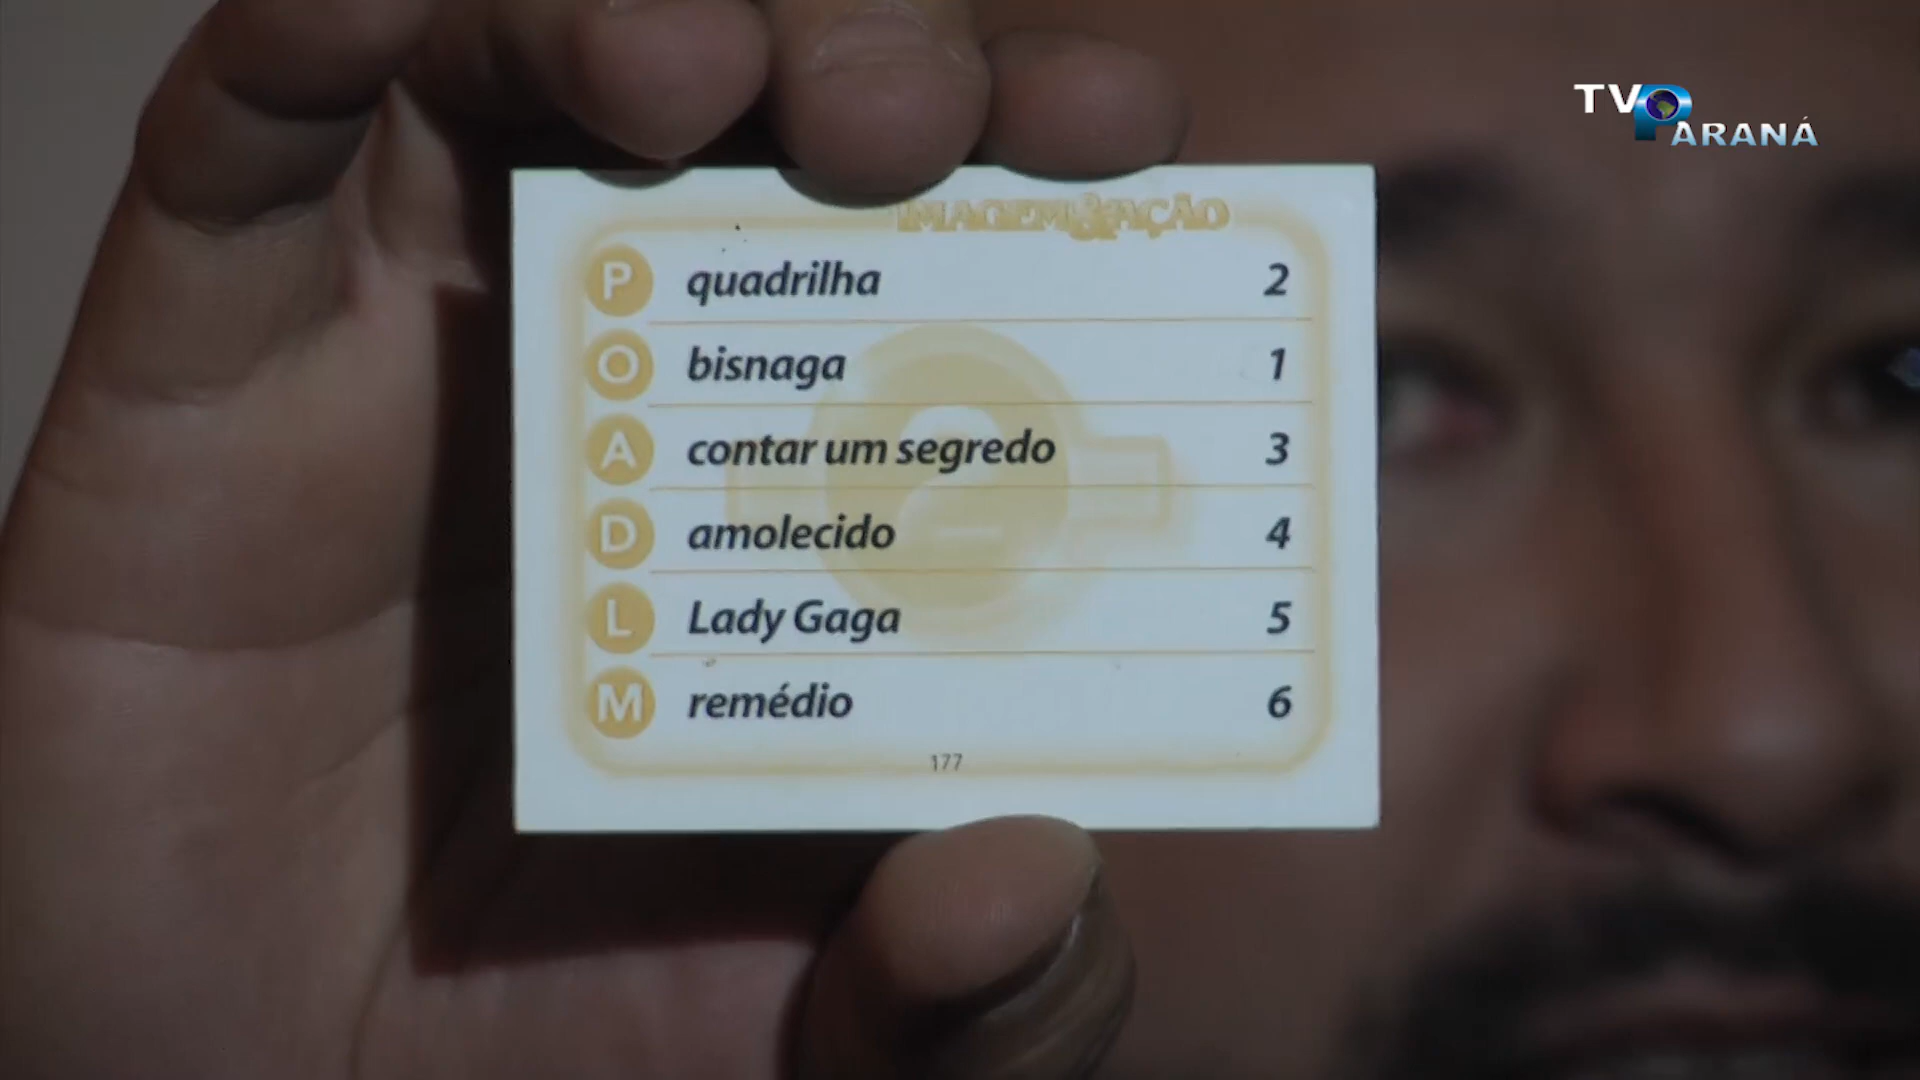 TV PARANÁ
IMAGEM&AÇÃO
P quadrilha 2
O bisnaga 1
A contar um segredo 3
D amolecido 4
L Lady Gaga 5
M remédio 6
177